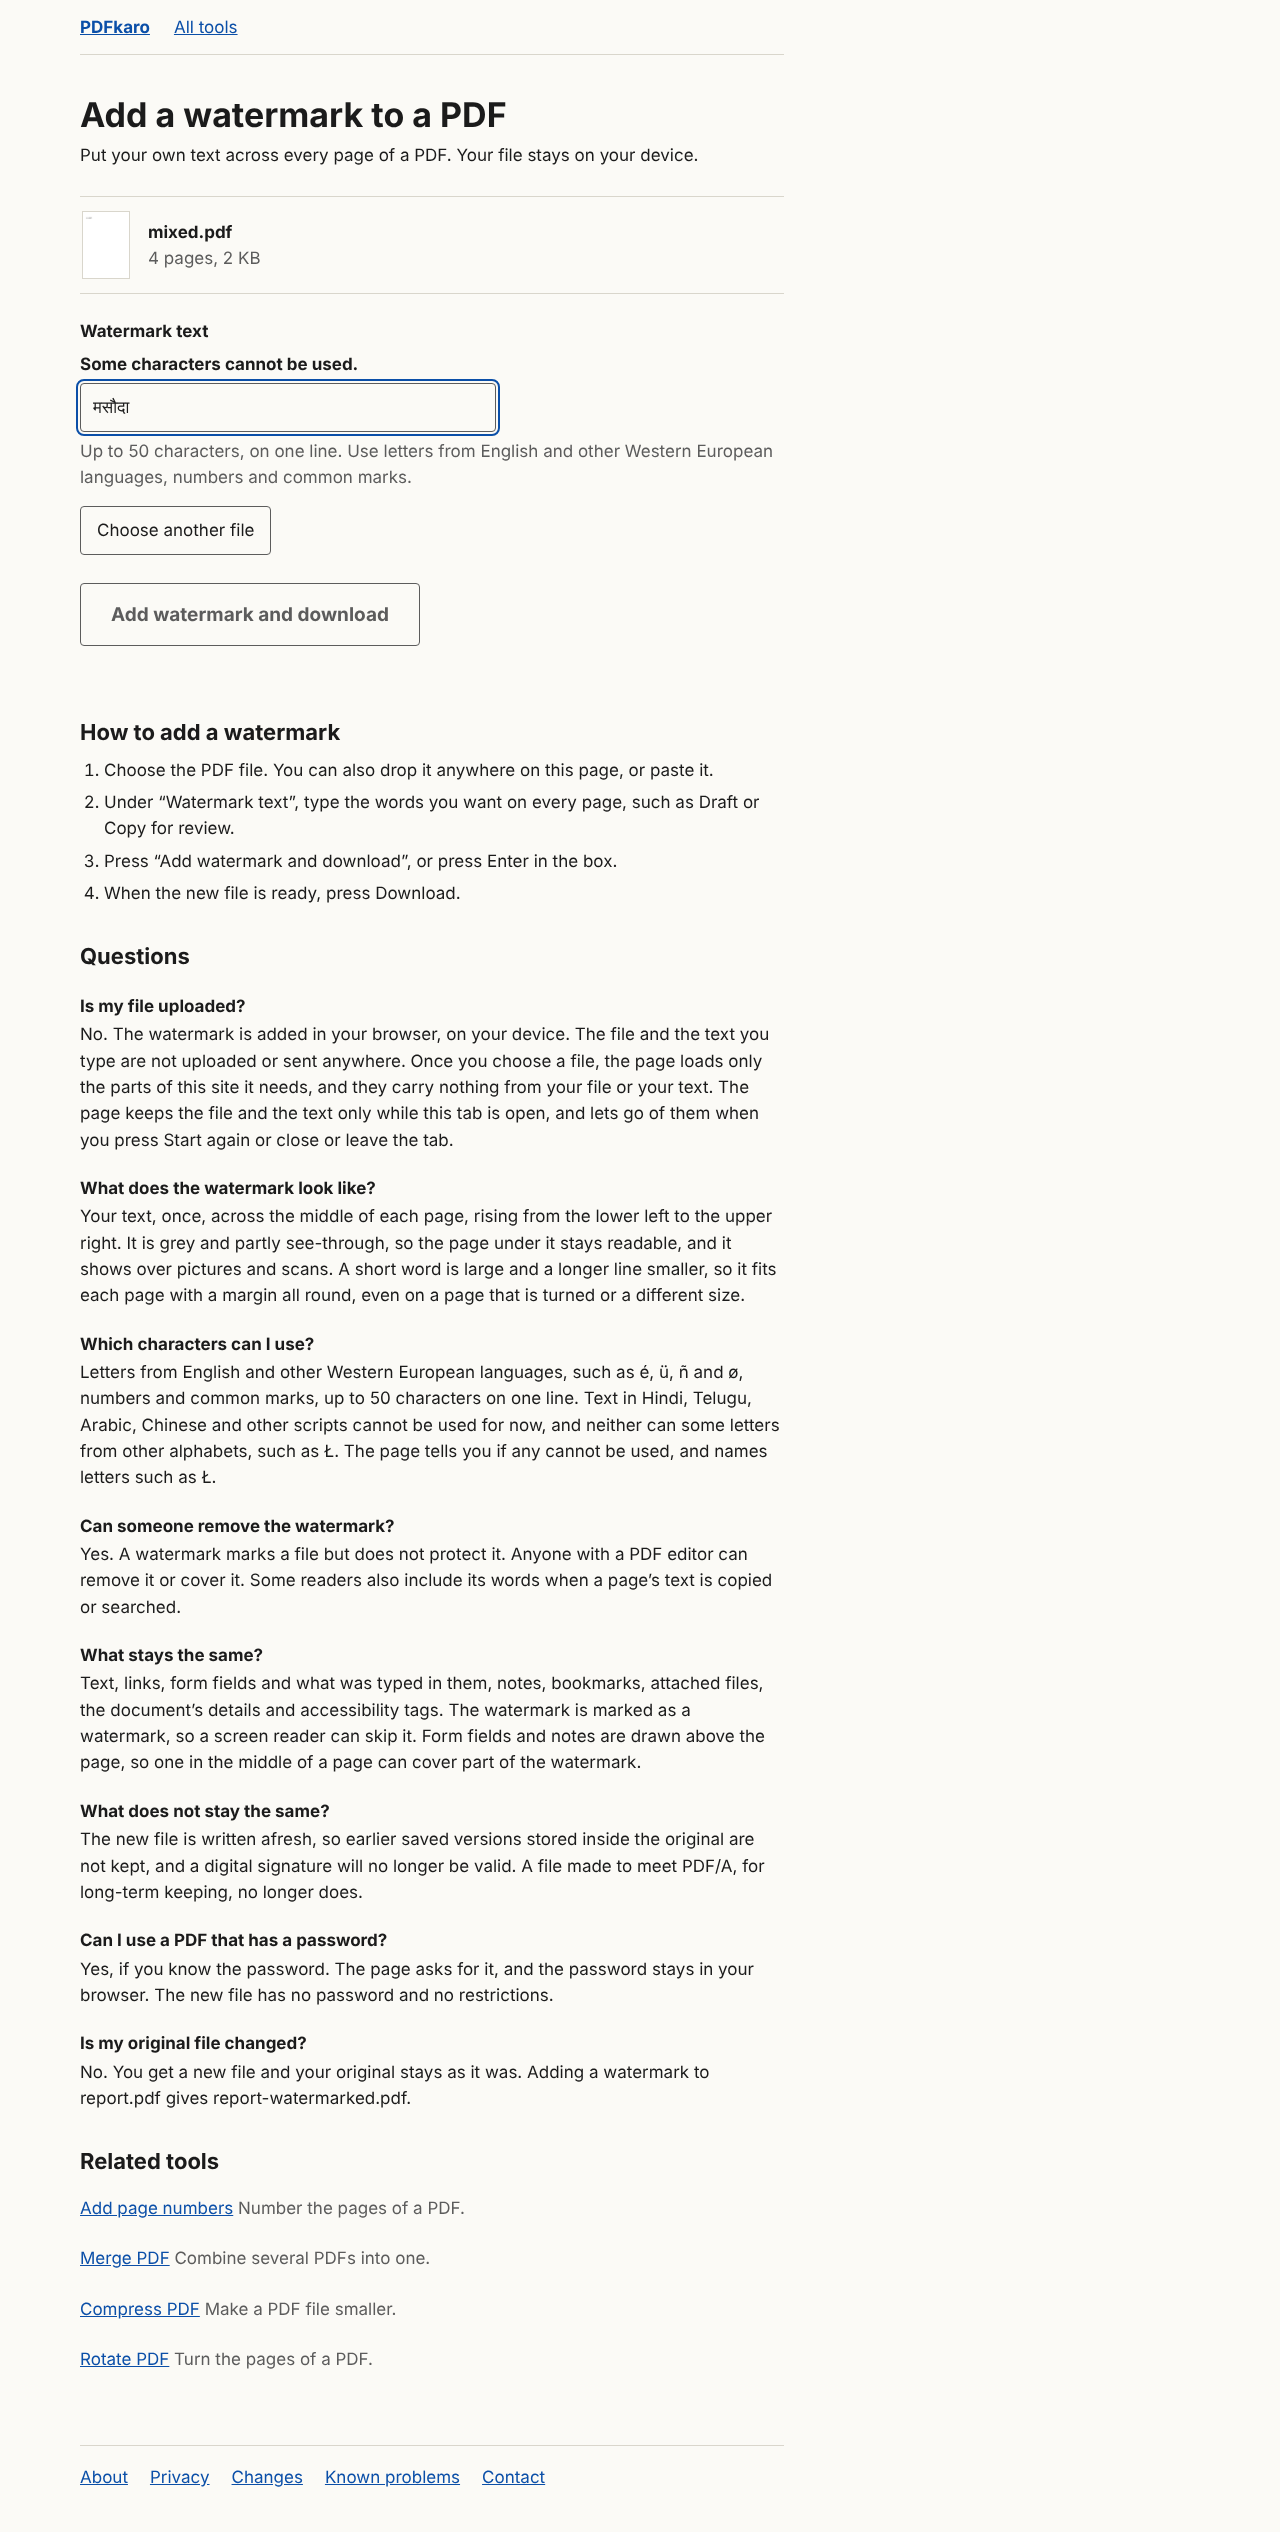 PDFkaro All tools
Add a watermark to a PDF
Put your own text across every page of a PDF. Your file stays on your device.
mixed.pdf
4 pages, 2 KB
Watermark text
Some characters cannot be used.
मसौदा
Up to 50 characters, on one line. Use letters from English and other Western European
languages, numbers and common marks.
Choose another file
Add watermark and download
How to add a watermark
1. Choose the PDF file. You can also drop it anywhere on this page, or paste it.
2. Under “Watermark text”, type the words you want on every page, such as Draft or
Copy for review.
3. Press “Add watermark and download”, or press Enter in the box.
4. When the new file is ready, press Download.
Questions
Is my file uploaded?
No. The watermark is added in your browser, on your device. The file and the text you
type are not uploaded or sent anywhere. Once you choose a file, the page loads only
the parts of this site it needs, and they carry nothing from your file or your text. The
page keeps the file and the text only while this tab is open, and lets go of them when
you press Start again or close or leave the tab.
What does the watermark look like?
Your text, once, across the middle of each page, rising from the lower left to the upper
right. It is grey and partly see-through, so the page under it stays readable, and it
shows over pictures and scans. A short word is large and a longer line smaller, so it fits
each page with a margin all round, even on a page that is turned or a different size.
Which characters can I use?
Letters from English and other Western European languages, such as é, ü, ñ and ø,
numbers and common marks, up to 50 characters on one line. Text in Hindi, Telugu,
Arabic, Chinese and other scripts cannot be used for now, and neither can some letters
from other alphabets, such as Ł. The page tells you if any cannot be used, and names
letters such as Ł.
Can someone remove the watermark?
Yes. A watermark marks a file but does not protect it. Anyone with a PDF editor can
remove it or cover it. Some readers also include its words when a page’s text is copied
or searched.
What stays the same?
Text, links, form fields and what was typed in them, notes, bookmarks, attached files,
the document’s details and accessibility tags. The watermark is marked as a
watermark, so a screen reader can skip it. Form fields and notes are drawn above the
page, so one in the middle of a page can cover part of the watermark.
What does not stay the same?
The new file is written afresh, so earlier saved versions stored inside the original are
not kept, and a digital signature will no longer be valid. A file made to meet PDF/A, for
long-term keeping, no longer does.
Can I use a PDF that has a password?
Yes, if you know the password. The page asks for it, and the password stays in your
browser. The new file has no password and no restrictions.
Is my original file changed?
No. You get a new file and your original stays as it was. Adding a watermark to
report.pdf gives report-watermarked.pdf.
Related tools
Add page numbers Number the pages of a PDF.
Merge PDF Combine several PDFs into one.
Compress PDF Make a PDF file smaller.
Rotate PDF Turn the pages of a PDF.
About Privacy Changes Known problems Contact